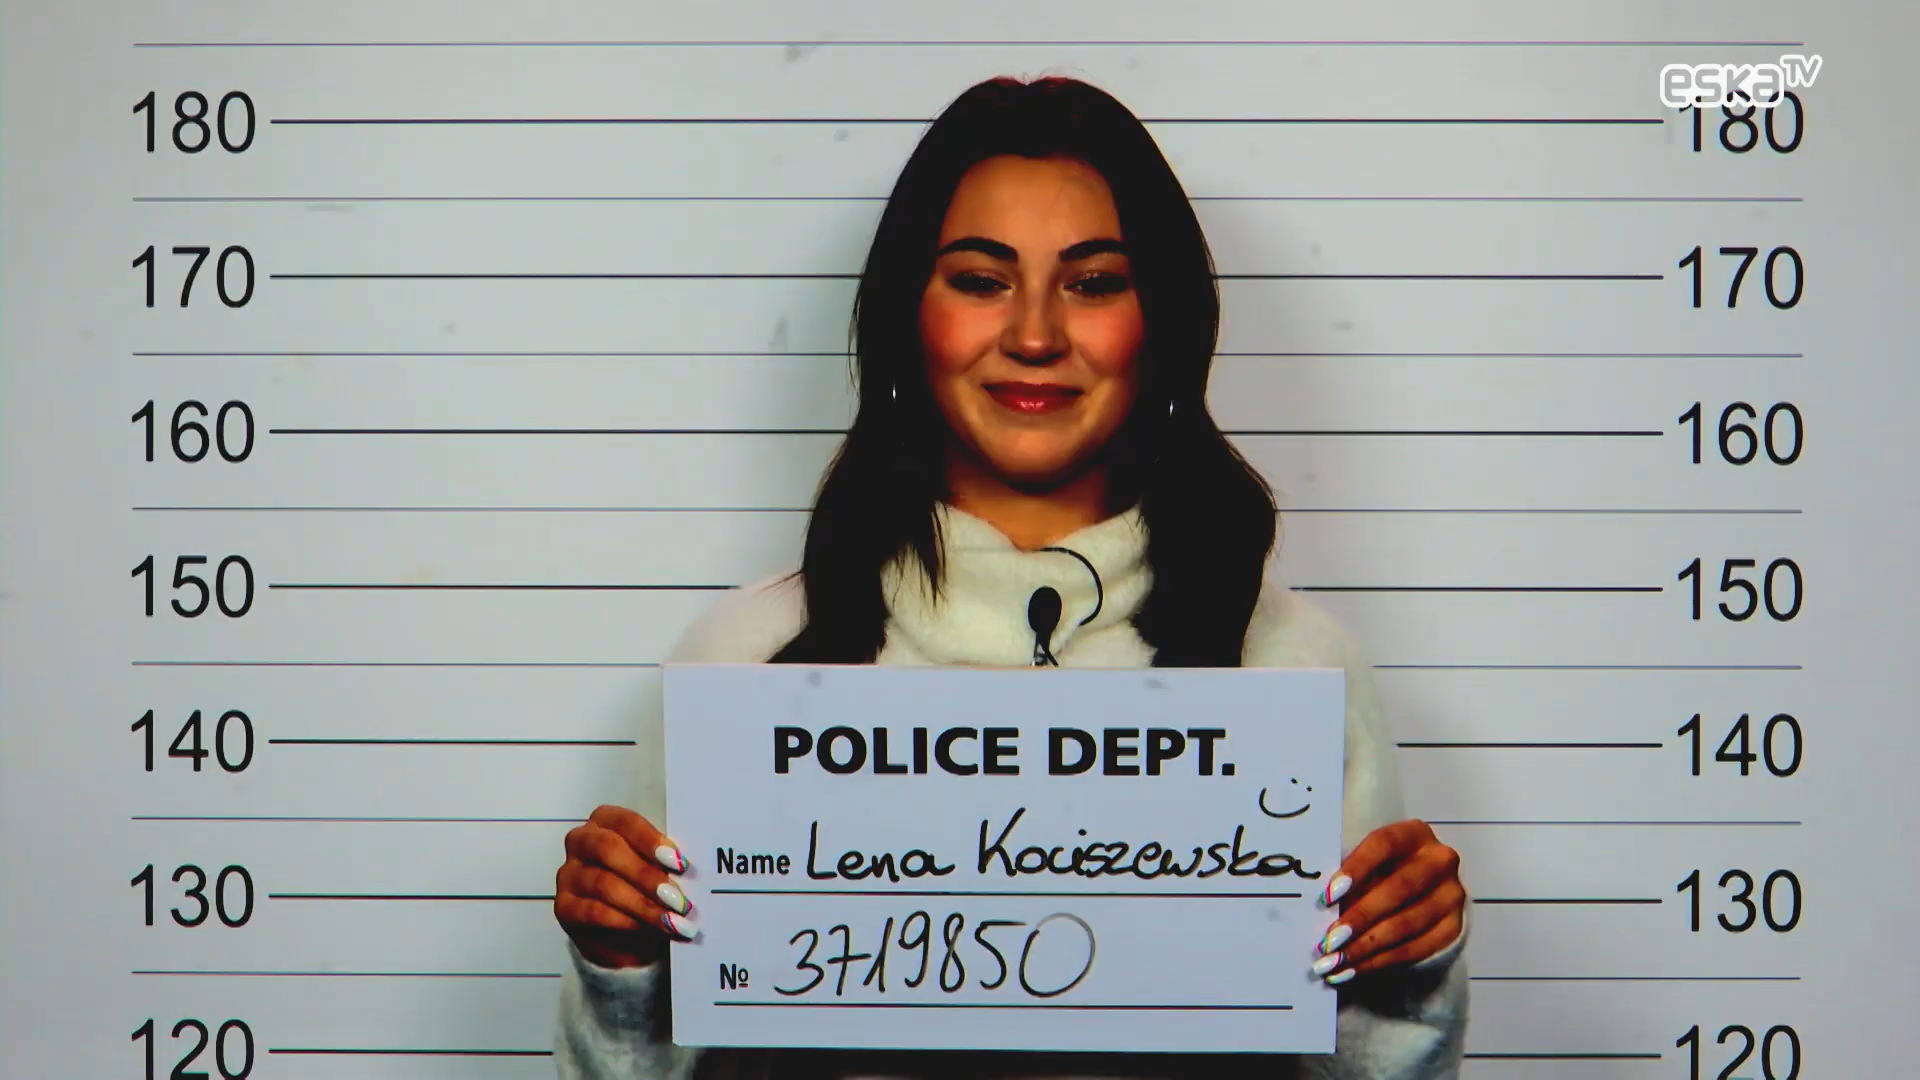 eska TV
180 180
170 170
160 160
150 150
140 140
130 130
120 120
POLICE DEPT.
Name Lena Kociszewska
№ 3719850